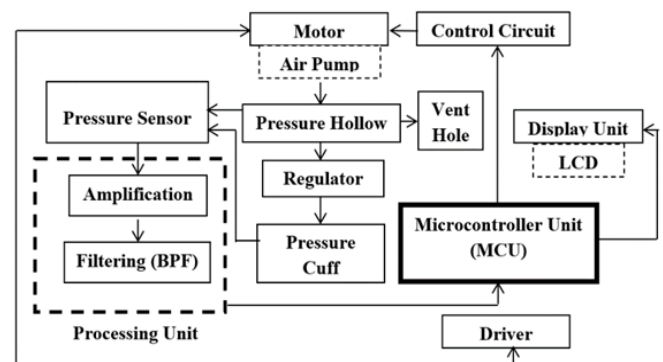 Motor
Control Circuit
Air Pump
Pressure Sensor
Pressure Hollow
Vent
Hole
Display Unit
LCD
Amplification
Regulator
Filtering (BPF)
Pressure
Cuff
Microcontroller Unit
(MCU)
Processing Unit
Driver